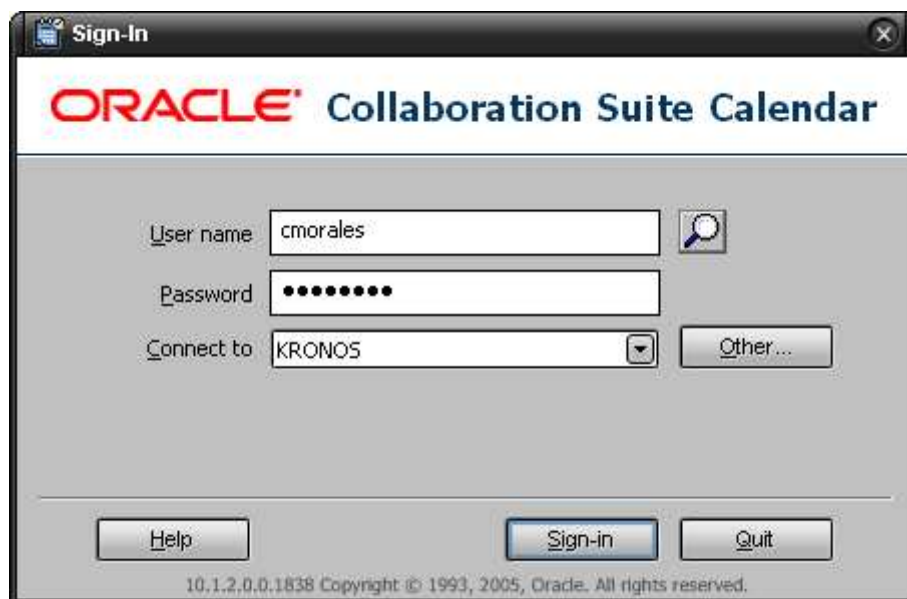 Sign-In
ORACLE® Collaboration Suite Calendar
User name cmorales
Password ••••••••
Connect to KRONOS Other...
Help Sign-in Quit
10.1.2.0.0.1838 Copyright © 1993, 2005, Oracle. All rights reserved.